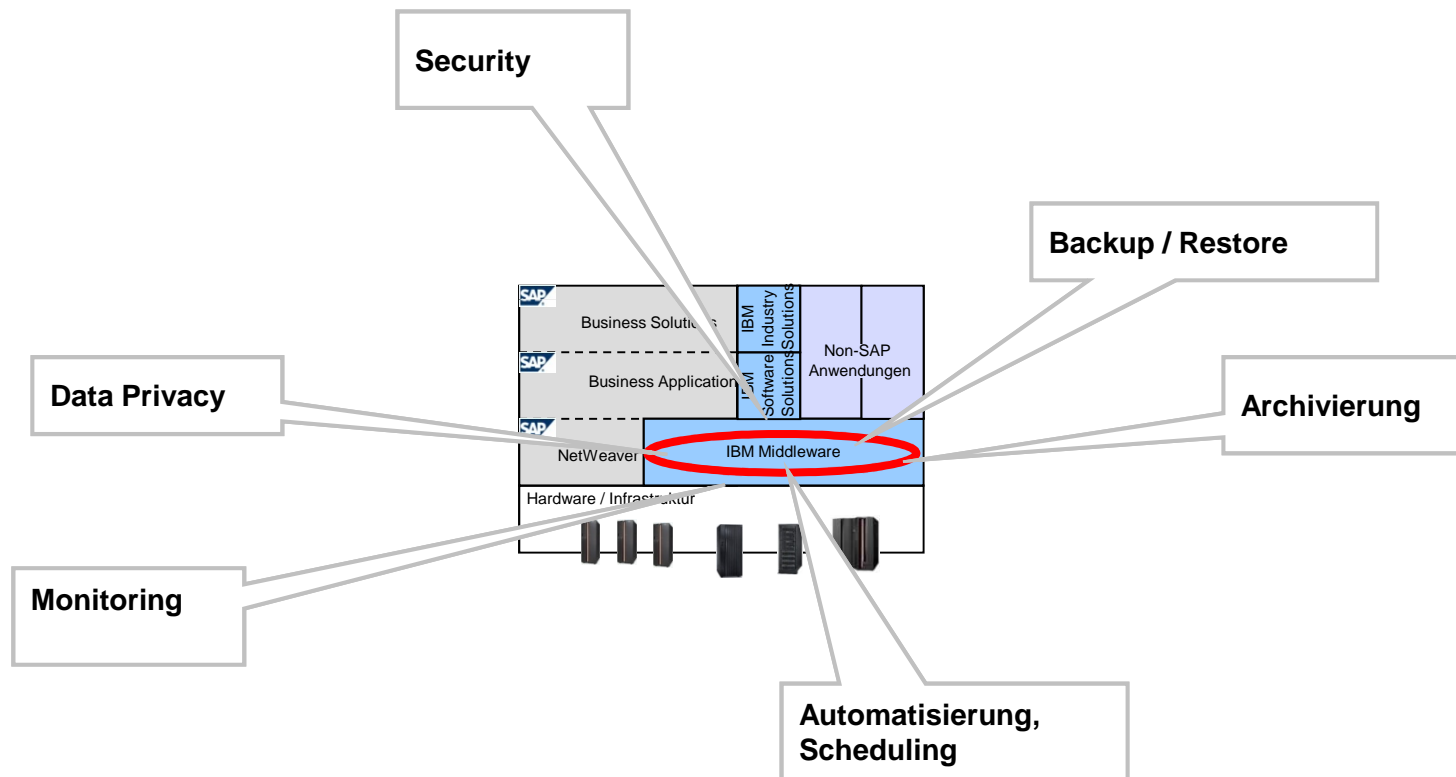 Security
Backup / Restore
SAP
Business Solutions
IBM
Industry
Solutions
Non-SAP
Anwendungen
SAP
Business Application
IBM
Software
Solutions
Data Privacy
Archivierung
SAP
NetWeaver
IBM Middleware
Hardware / Infrastruktur
Monitoring
Automatisierung,
Scheduling